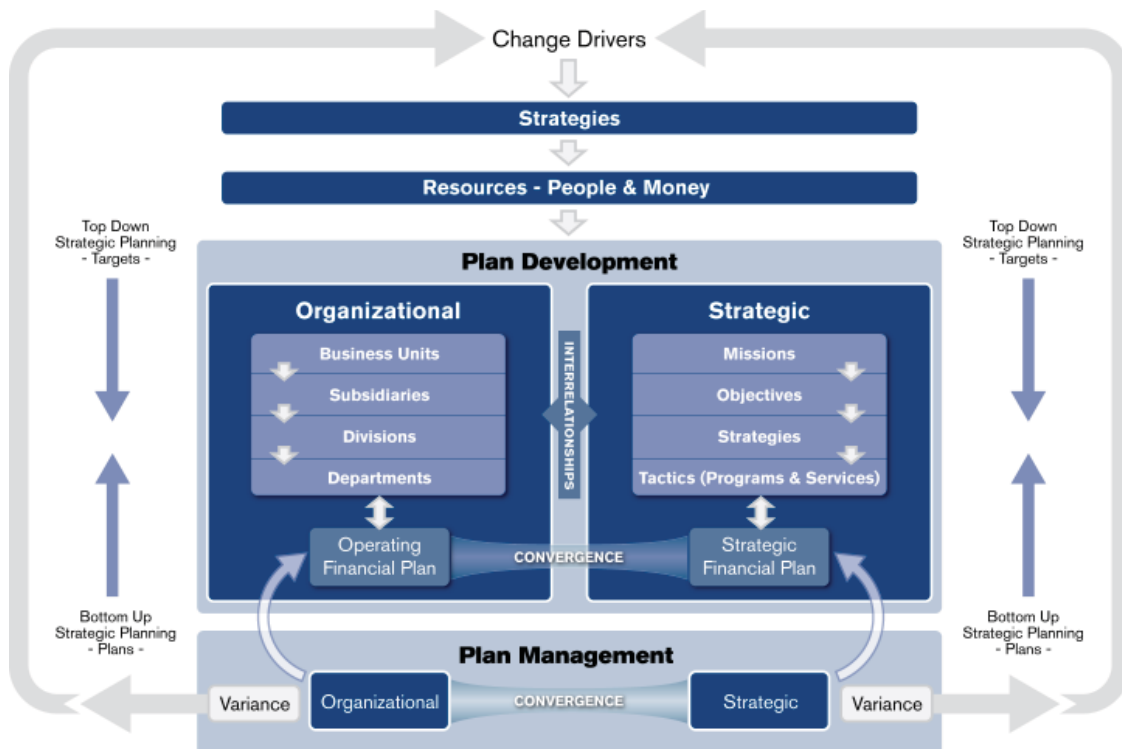 Change Drivers
Strategies
Resources - People & Money
Top Down
Strategic Planning
- Targets -
Bottom Up
Strategic Planning
- Plans -
Plan Development
Organizational
Business Units
Subsidiaries
Divisions
Departments
Operating
Financial Plan
INTERRELATIONSHIPS
CONVERGENCE
Strategic
Missions
Objectives
Strategies
Tactics (Programs & Services)
Strategic
Financial Plan
Top Down
Strategic Planning
- Targets -
Bottom Up
Strategic Planning
- Plans -
Plan Management
Variance
Organizational
CONVERGENCE
Strategic
Variance